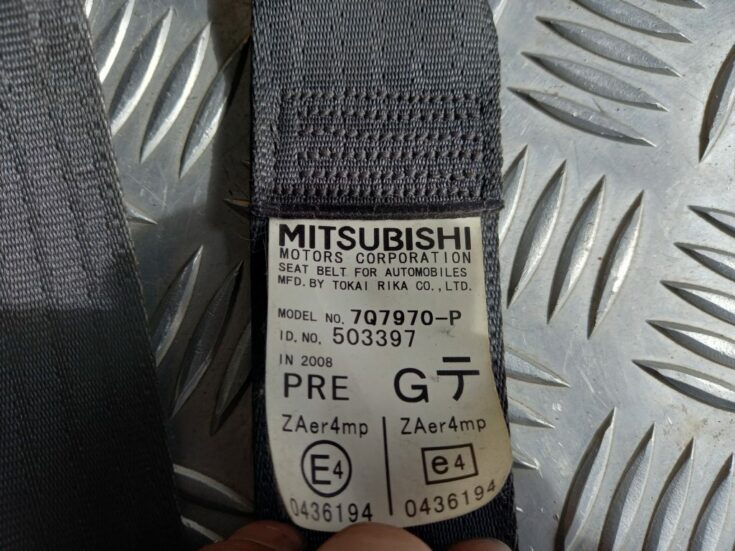 MITSUBISHI
MOTORS CORPORATION
SEAT BELT FOR AUTOMOBILES
MFD. BY TOKAI RIKA CO., LTD.
MODEL NO. 7Q7970-P
ID. NO. 503397
IN 2008
PRE G テ
ZAer4mp ZAer4mp
E4 e4
0436194 0436194